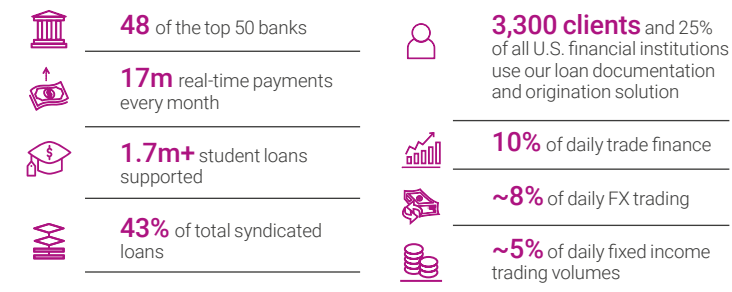 48 of the top 50 banks
17m real-time payments
every month
1.7m+ student loans
supported
43% of total syndicated
loans
3,300 clients and 25%
of all U.S. financial institutions
use our loan documentation
and origination solution
10% of daily trade finance
~8% of daily FX trading
~5% of daily fixed income
trading volumes